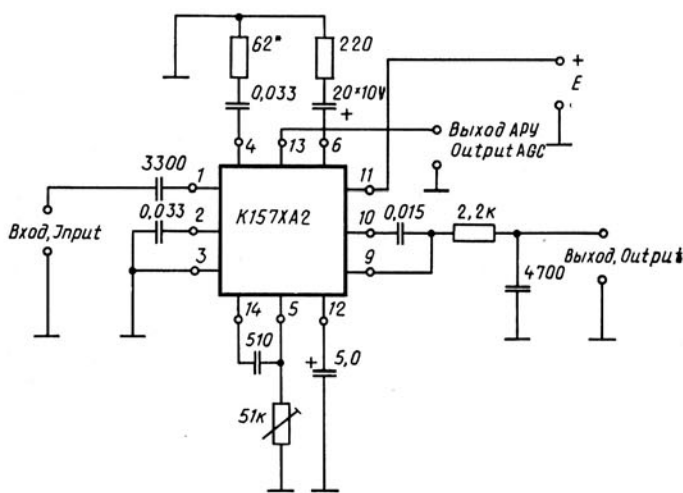 62*
220
0,033
20*10V
+
4
13
6
+
E
Выход АРУ
Output AGC
3300
1
11
0,033
2
К157ХА2
10
0,015
2,2к
Вход, Jnput
3
9
Выход, Output
4700
14
5
12
510
+
5,0
51к